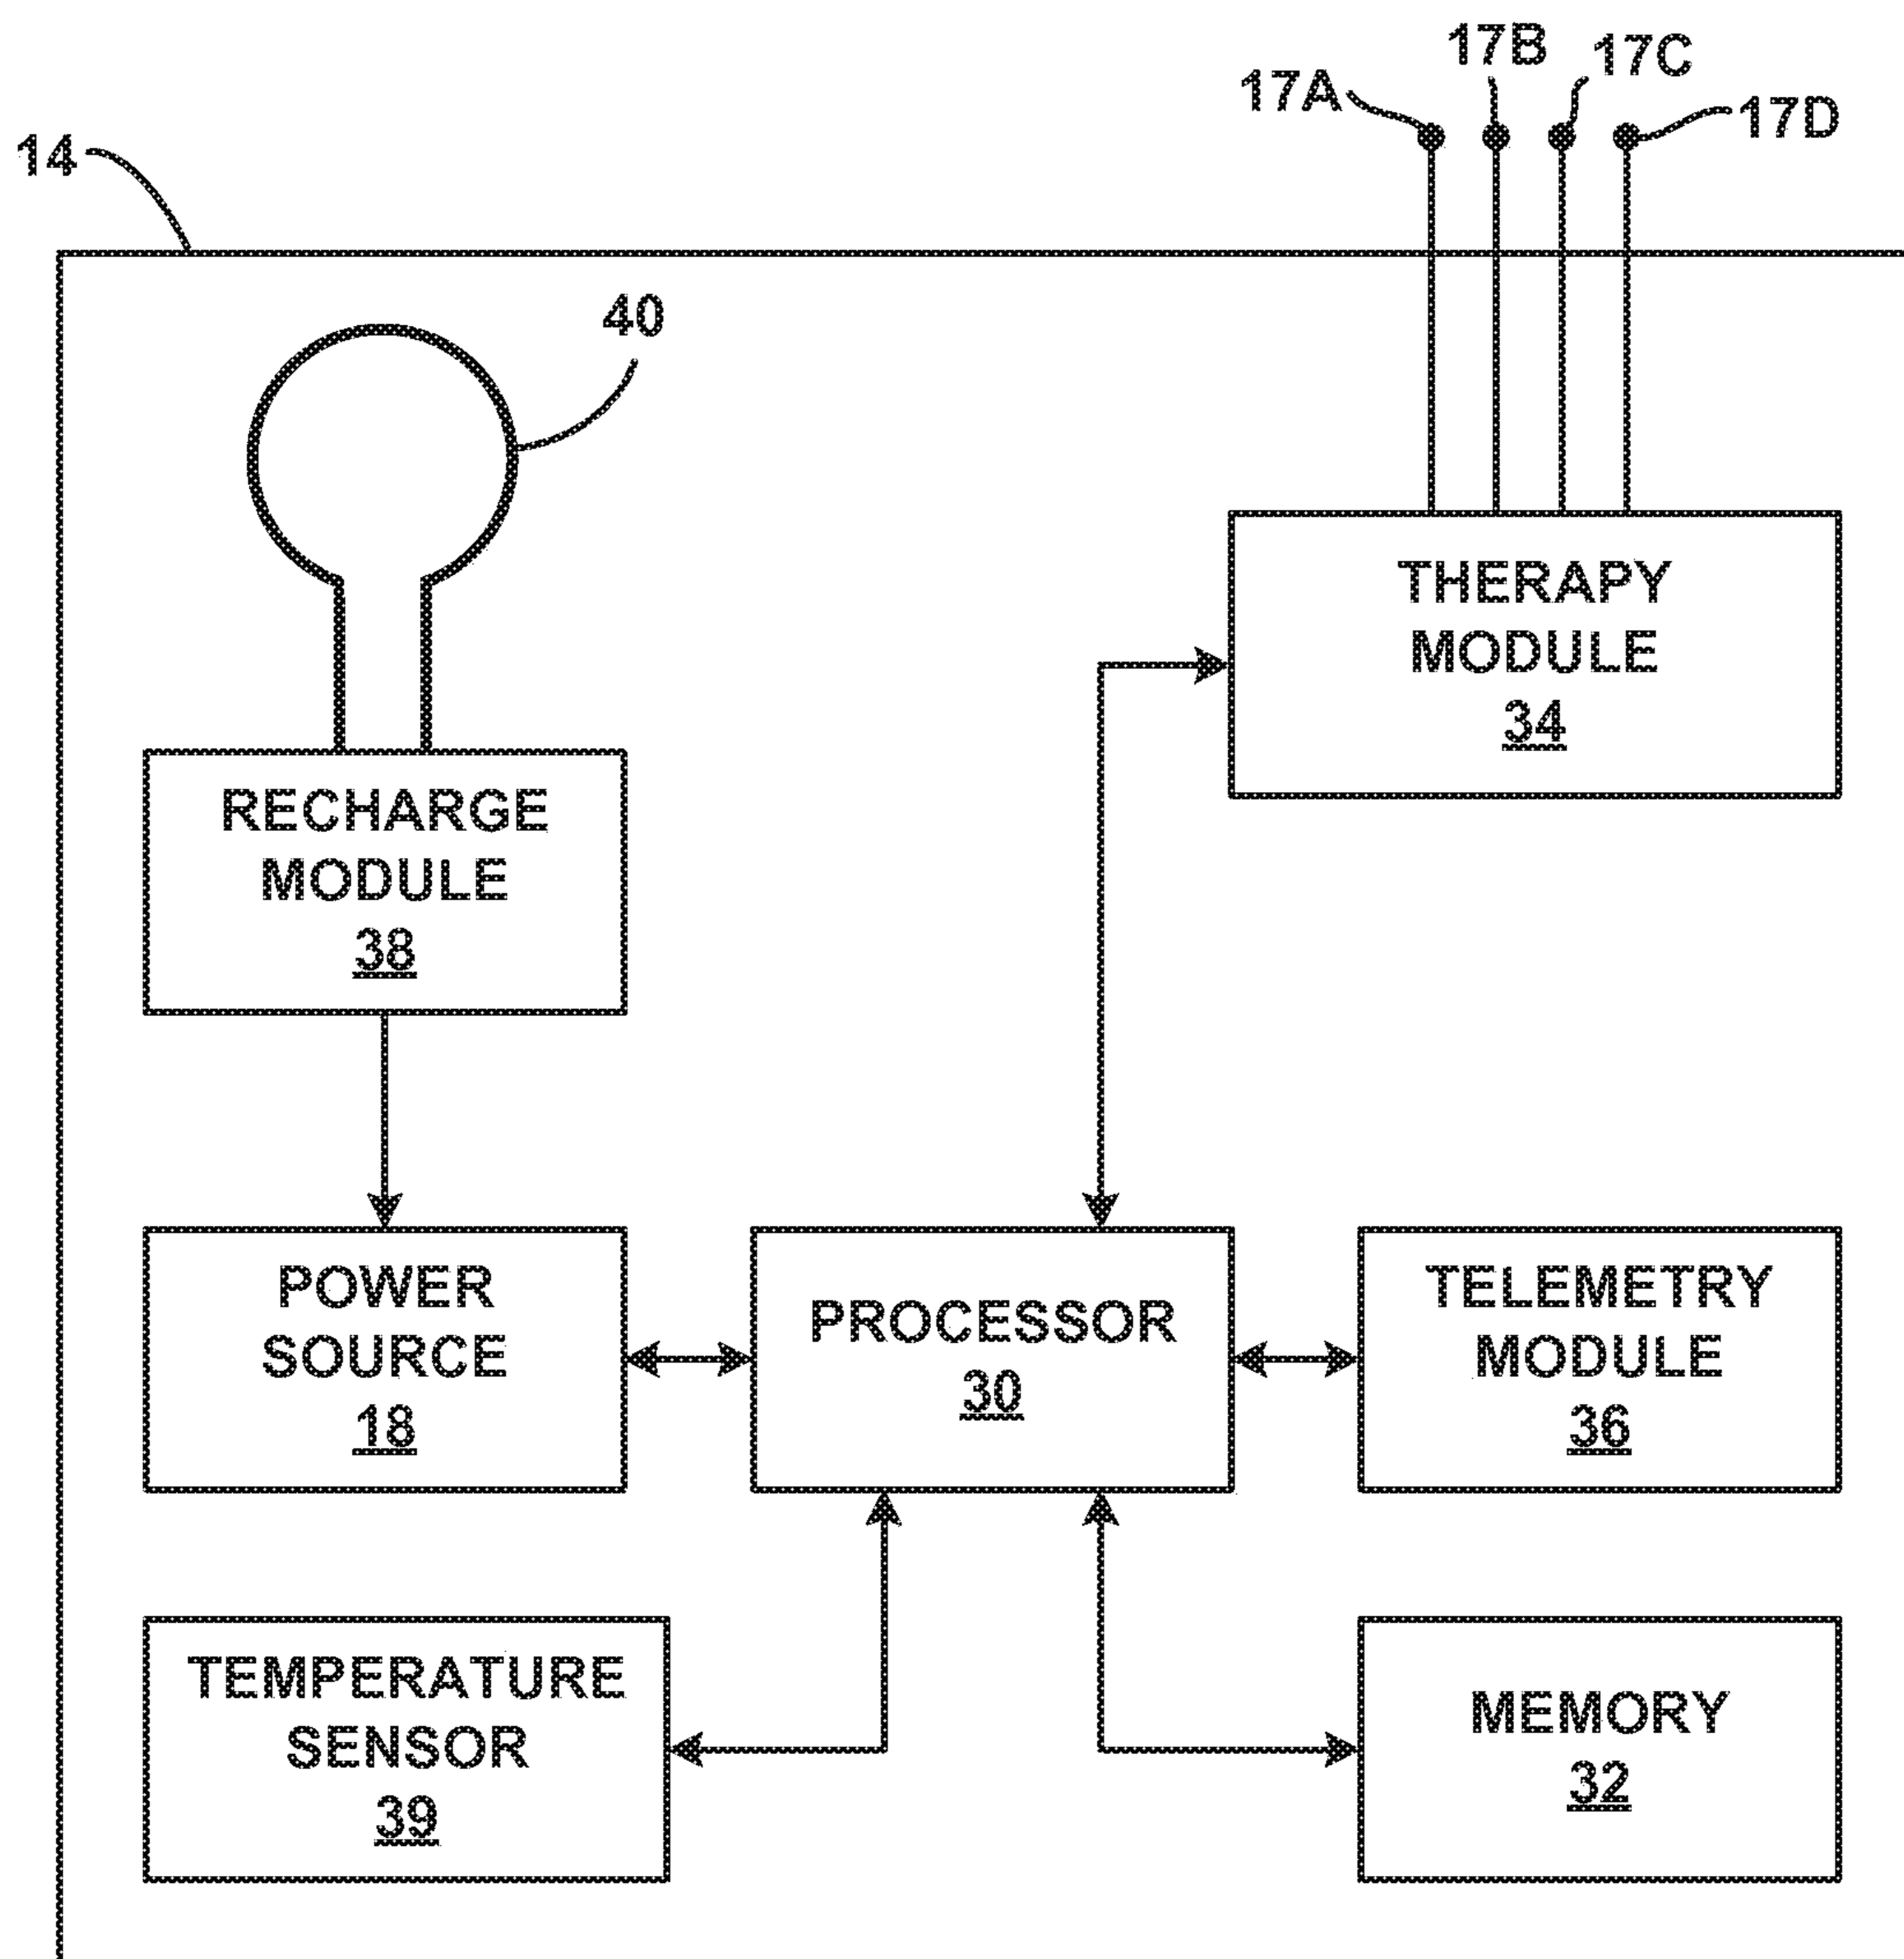 17B
17C
17A
17D
14
40
THERAPY
MODULE
34
RECHARGE
MODULE
38
POWER
SOURCE
18
PROCESSOR
30
TELEMETRY
MODULE
36
TEMPERATURE
SENSOR
39
MEMORY
32